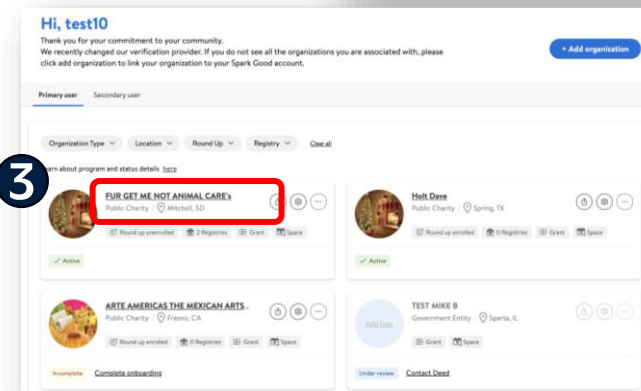 Hi, test10
Thank you for your commitment to your community.
We recently changed our verification provider. If you do not see all the organizations you are associated with, please
click add organization to link your organization to your Spark Good account.
+ Add organization
Primary user Secondary user
Organization Type Location Round Up Registry Clear all
earn about program and status details here
3
FUR GET ME NOT ANIMAL CARE's
Public Charity Mitchell, SD
Round up unenrolled 2 Registries Grant Space
Active
Holt Dave
Public Charity Spring, TX
Round up enrolled 0 Registries Grant Space
Active
ARTE AMERICAS THE MEXICAN ARTS...
Public Charity Fresno, CA
Round up enrolled 0 Registries Grant Space
Incomplete Complete onboarding
Add logo
TEST MIKE B
Government Entity Sparta, IL
Grant Space
Under review Contact Deed